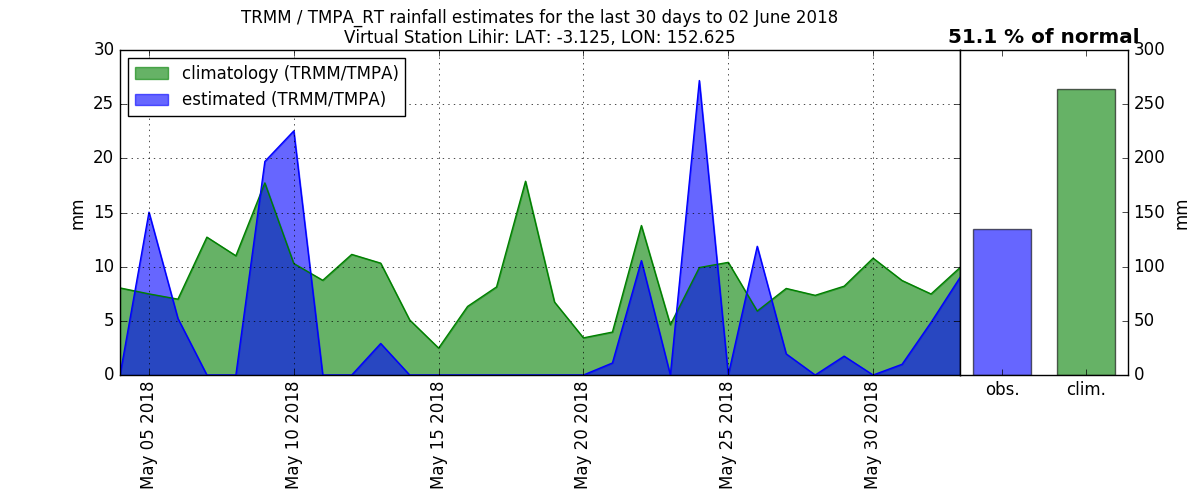 TRMM / TMPA_RT rainfall estimates for the last 30 days to 02 June 2018
Virtual Station Lihir: LAT: -3.125, LON: 152.625
51.1 % of normal
climatology (TRMM/TMPA)
estimated (TRMM/TMPA)
30
25
20
15
10
5
0
mm
May 05 2018
May 10 2018
May 15 2018
May 20 2018
May 25 2018
May 30 2018
obs.
clim.
300
250
200
150
100
50
0
mm